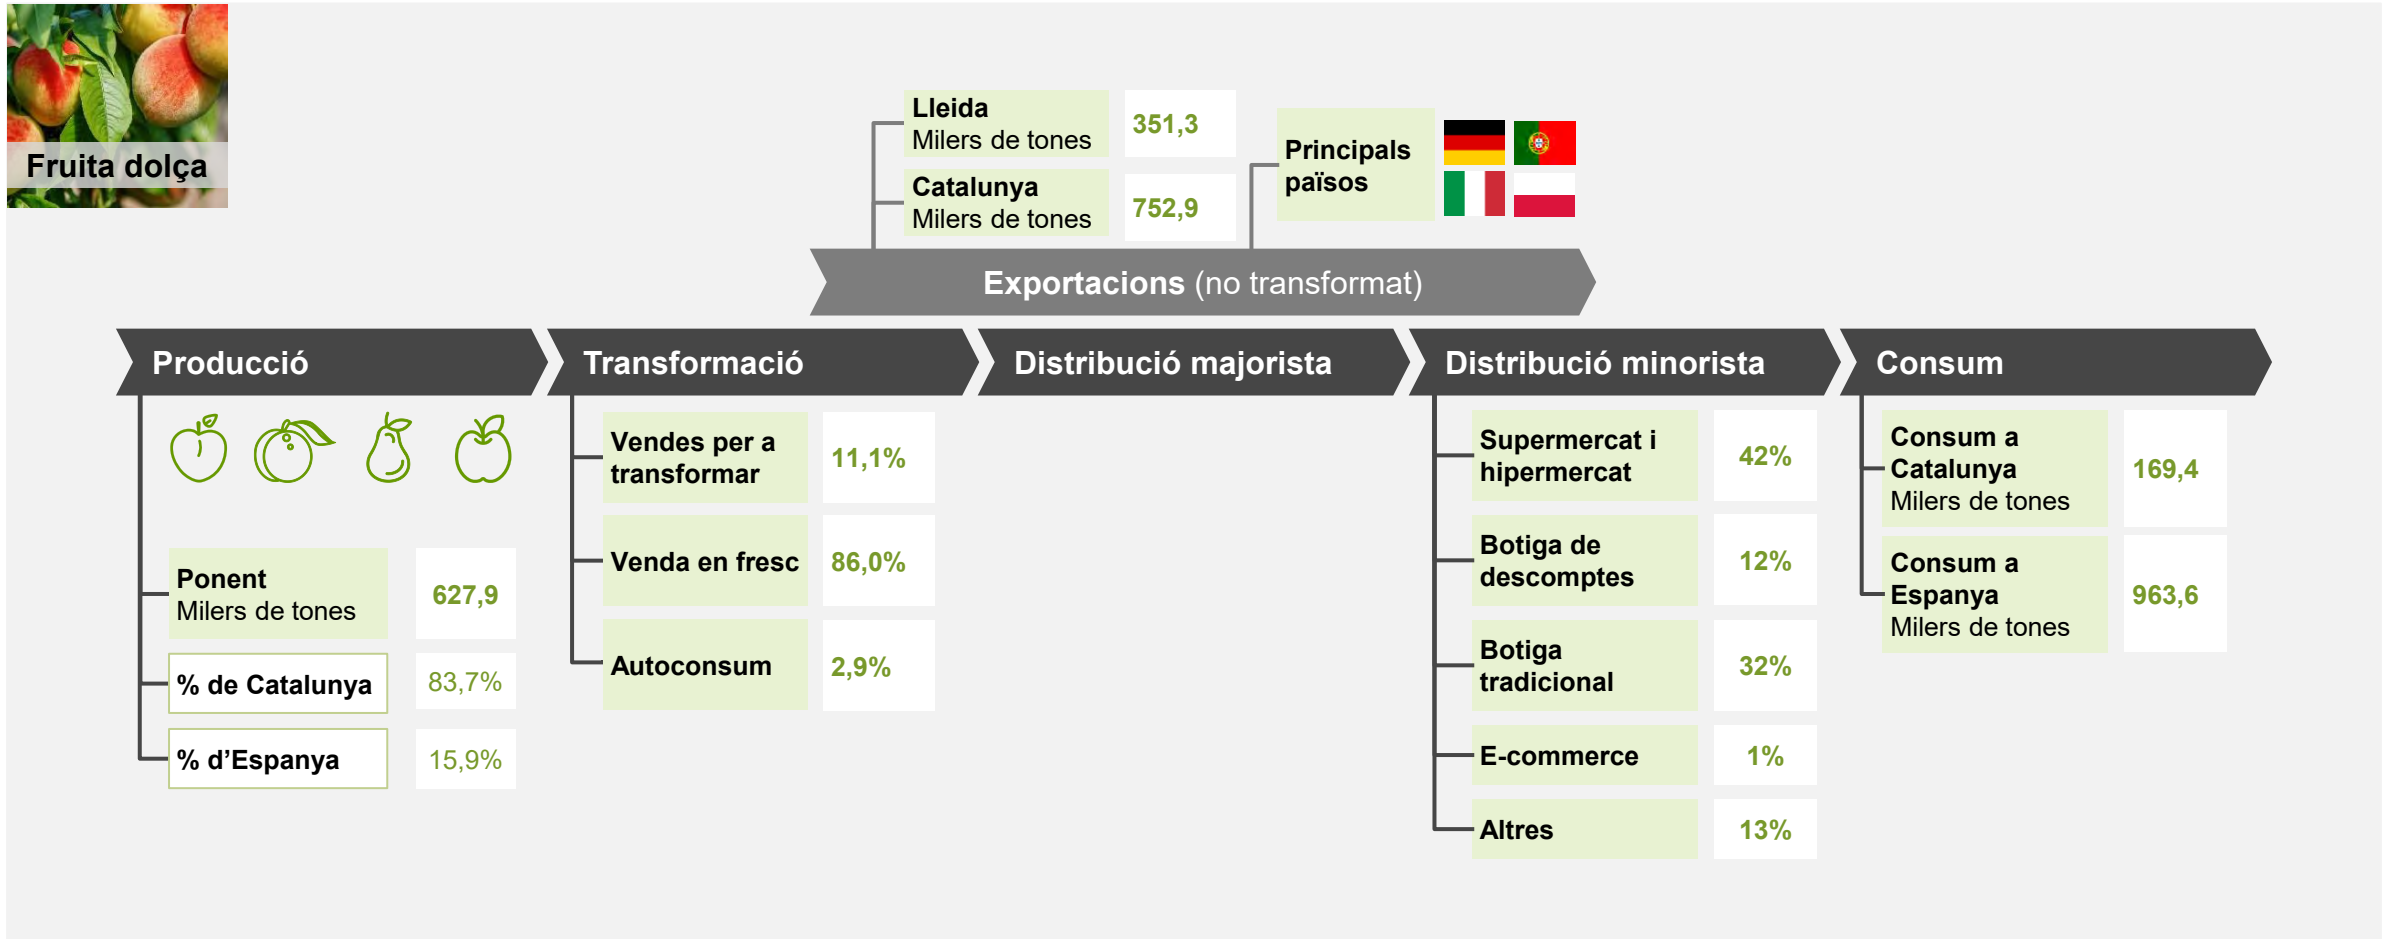 Fruita dolça
Lleida
Milers de tones
351,3
Catalunya
Milers de tones
752,9
Principals
països
Exportacions (no transformat)
Producció
Transformació
Distribució majorista
Distribució minorista
Consum
Ponent
Milers de tones
627,9
% de Catalunya
83,7%
% d’Espanya
15,9%
Vendes per a
transformar
11,1%
Venda en fresc
86,0%
Autoconsum
2,9%
Supermercat i
hipermercat
42%
Botiga de
descomptes
12%
Botiga
tradicional
32%
E-commerce
1%
Altres
13%
Consum a
Catalunya
Milers de tones
169,4
Consum a
Espanya
Milers de tones
963,6